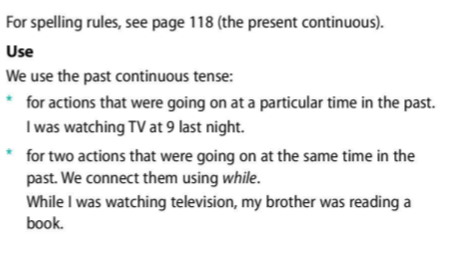 For spelling rules, see page 118 (the present continuous).
Use
We use the past continuous tense:
* for actions that were going on at a particular time in the past.
I was watching TV at 9 last night.
* for two actions that were going on at the same time in the
past. We connect them using while.
While I was watching television, my brother was reading a
book.